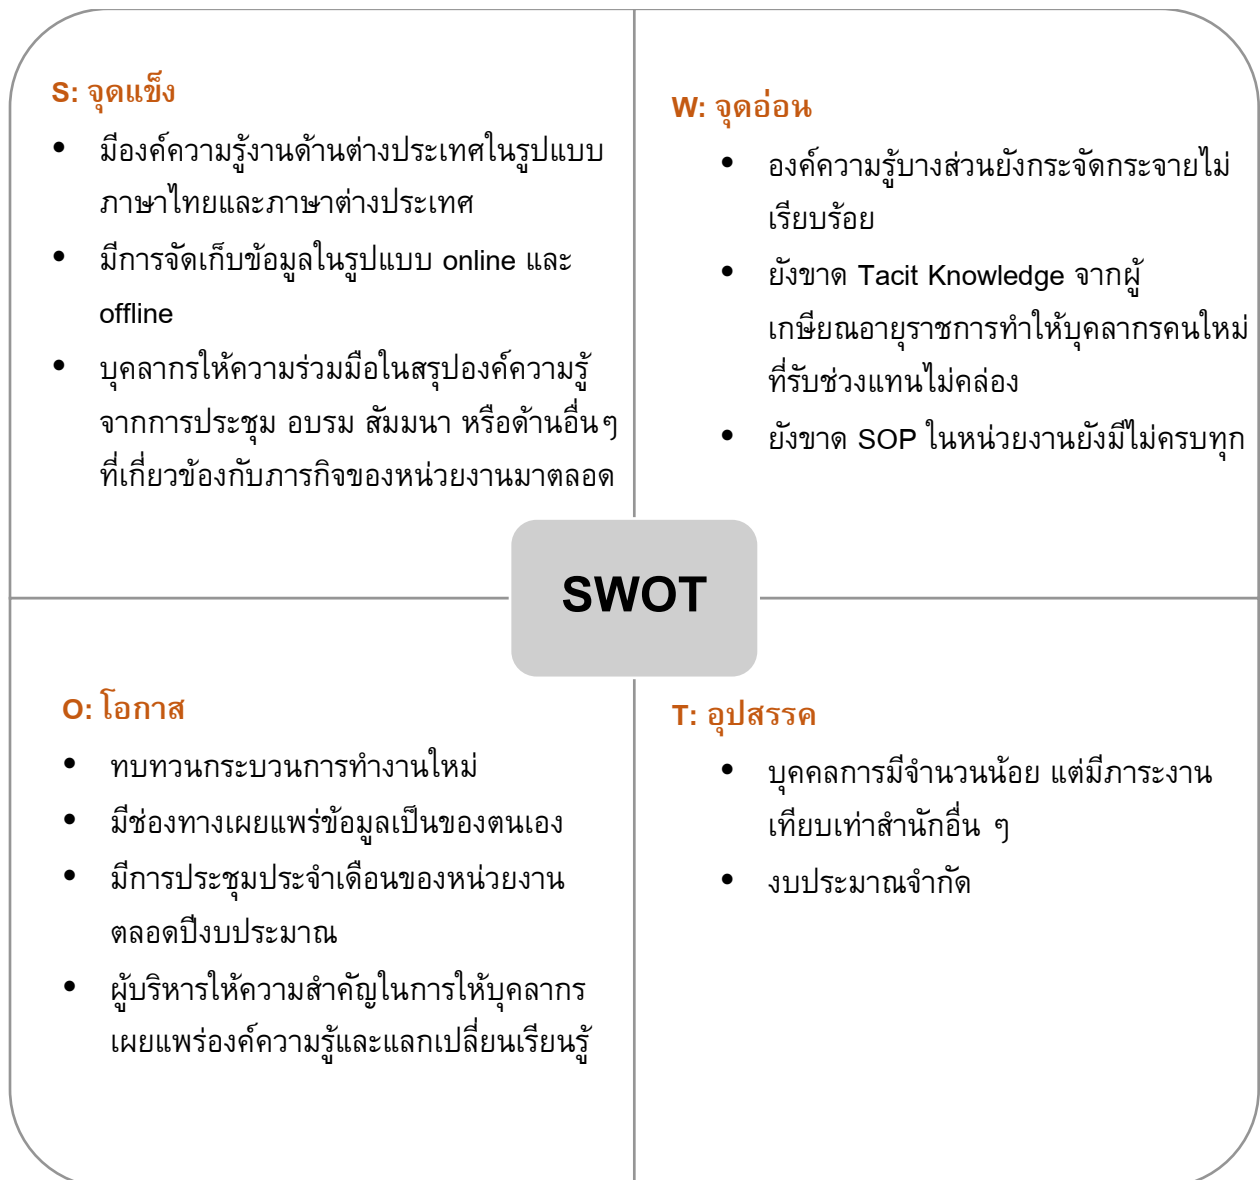 S: จุดแข็ง
• มีองค์ความรู้งานด้านต่างประเทศในรูปแบบ
ภาษาไทยและภาษาต่างประเทศ
• มีการจัดเก็บข้อมูลในรูปแบบ online และ
offline
• บุคลากรให้ความร่วมมือในสรุปองค์ความรู้
จากการประชุม อบรม สัมมนา หรือด้านอื่นๆ
ที่เกี่ยวข้องกับภารกิจของหน่วยงานมาตลอด
W: จุดอ่อน
• องค์ความรู้บางส่วนยังกระจัดกระจายไม่
เรียบร้อย
• ยังขาด Tacit Knowledge จากผู้
เกษียณอายุราชการทำให้บุคลากรคนใหม่
ที่รับช่วงแทนไม่คล่อง
• ยังขาด SOP ในหน่วยงานยังมีไม่ครบทุก
SWOT
O: โอกาส
• ทบทวนกระบวนการทำงานใหม่
• มีช่องทางเผยแพร่ข้อมูลเป็นของตนเอง
• มีการประชุมประจำเดือนของหน่วยงาน
ตลอดปีงบประมาณ
• ผู้บริหารให้ความสำคัญในการให้บุคลากร
เผยแพร่องค์ความรู้และแลกเปลี่ยนเรียนรู้
T: อุปสรรค
• บุคคลการมีจำนวนน้อย แต่มีภาระงาน
เทียบเท่าสำนักอื่น ๆ
• งบประมาณจำกัด